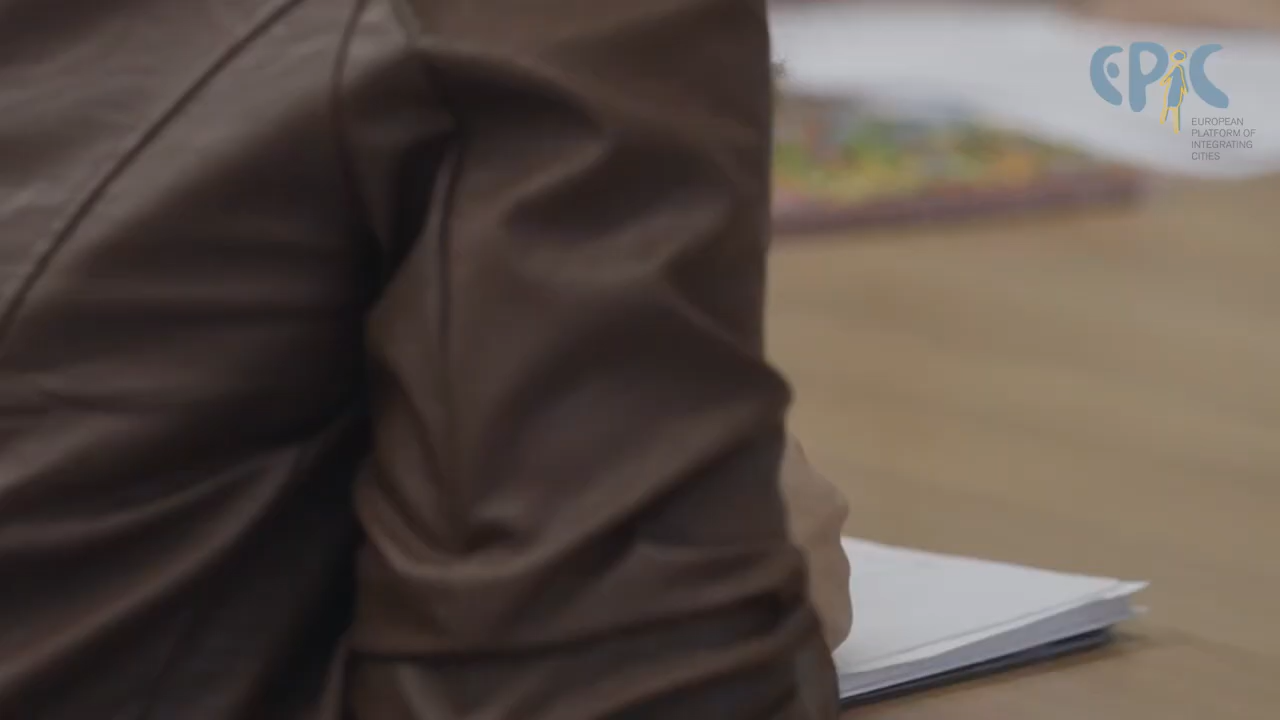 EPIC
EUROPEAN
PLATFORM OF
INTEGRATING
CITIES